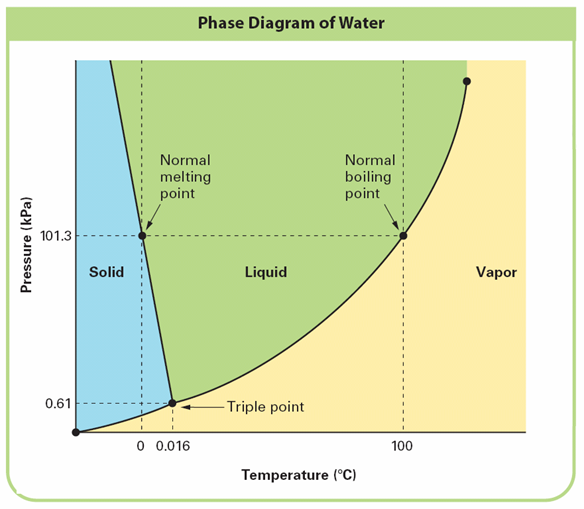 Phase Diagram of Water
Normal
melting
point
Normal
boiling
point
Pressure (kPa)
101.3
Solid
Liquid
Vapor
0.61
Triple point
0
0.016
100
Temperature (°C)